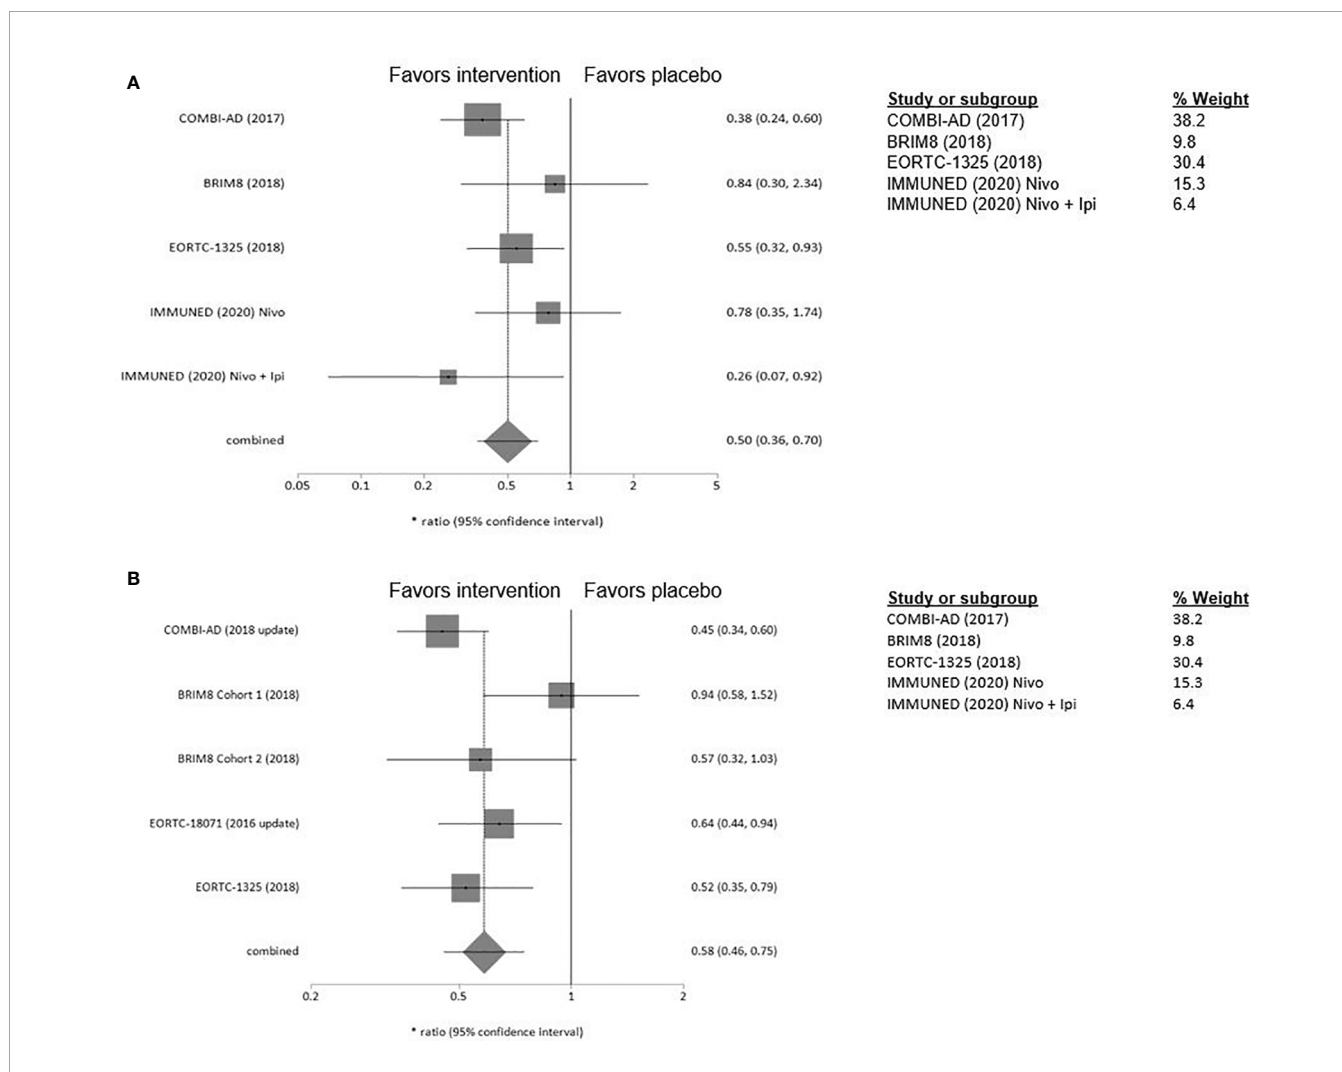 A
Favors intervention Favors placebo
COMBI-AD (2017) 0.38 (0.24, 0.60)
BRIM8 (2018) 0.84 (0.30, 2.34)
EORTC-1325 (2018) 0.55 (0.32, 0.93)
IMMUNED (2020) Nivo 0.78 (0.35, 1.74)
IMMUNED (2020) Nivo + Ipi 0.26 (0.07, 0.92)
combined 0.50 (0.36, 0.70)
0.05 0.1 0.2 0.5 1 2 5
* ratio (95% confidence interval)
Study or subgroup % Weight
COMBI-AD (2017) 38.2
BRIM8 (2018) 9.8
EORTC-1325 (2018) 30.4
IMMUNED (2020) Nivo 15.3
IMMUNED (2020) Nivo + Ipi 6.4
B
Favors intervention Favors placebo
COMBI-AD (2018 update) 0.45 (0.34, 0.60)
BRIM8 Cohort 1 (2018) 0.94 (0.58, 1.52)
BRIM8 Cohort 2 (2018) 0.57 (0.32, 1.03)
EORTC-18071 (2016 update) 0.64 (0.44, 0.94)
EORTC-1325 (2018) 0.52 (0.35, 0.79)
combined 0.58 (0.46, 0.75)
0.2 0.5 1 2
* ratio (95% confidence interval)
Study or subgroup % Weight
COMBI-AD (2017) 38.2
BRIM8 (2018) 9.8
EORTC-1325 (2018) 30.4
IMMUNED (2020) Nivo 15.3
IMMUNED (2020) Nivo + Ipi 6.4